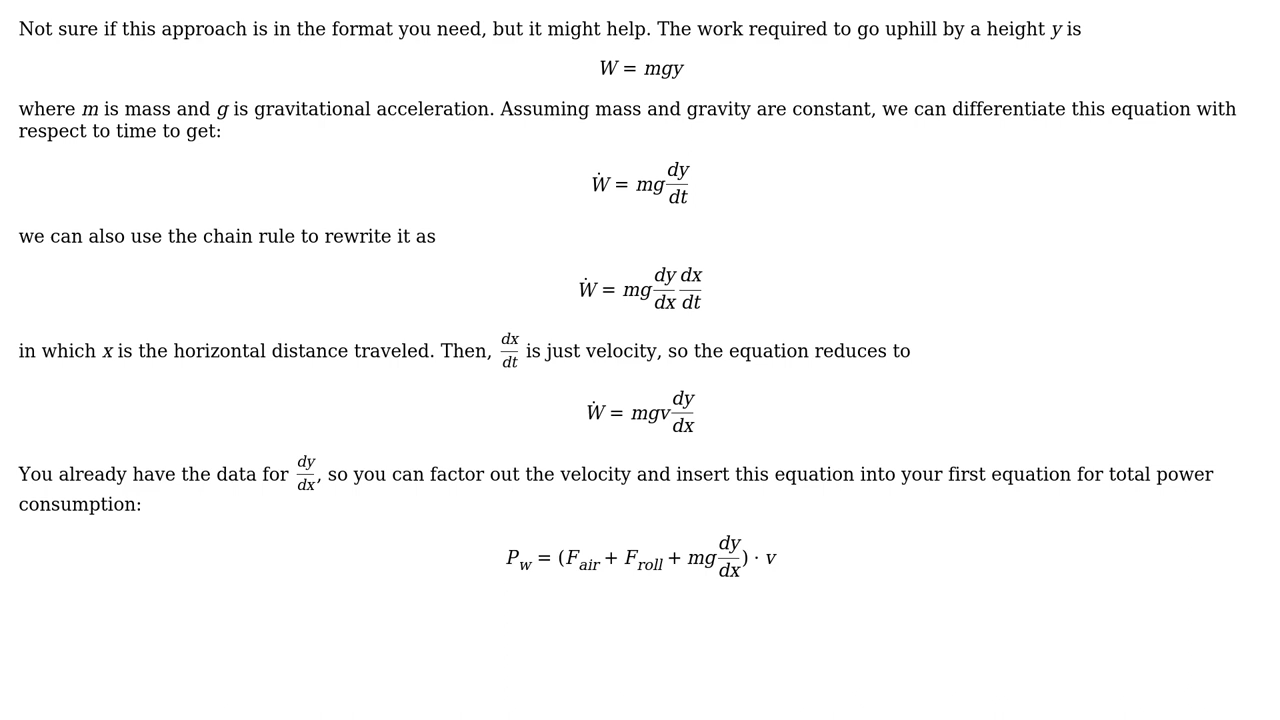 Not sure if this approach is in the format you need, but it might help. The work required to go uphill by a height y is
W = mgy
where m is mass and g is gravitational acceleration. Assuming mass and gravity are constant, we can differentiate this equation with
respect to time to get:
Ẇ = mg dy/dt
we can also use the chain rule to rewrite it as
Ẇ = mg dy/dx dx/dt
in which x is the horizontal distance traveled. Then, dx/dt is just velocity, so the equation reduces to
Ẇ = mgv dy/dx
You already have the data for dy/dx, so you can factor out the velocity and insert this equation into your first equation for total power
consumption:
P_w = (F_air + F_roll + mg dy/dx) · v